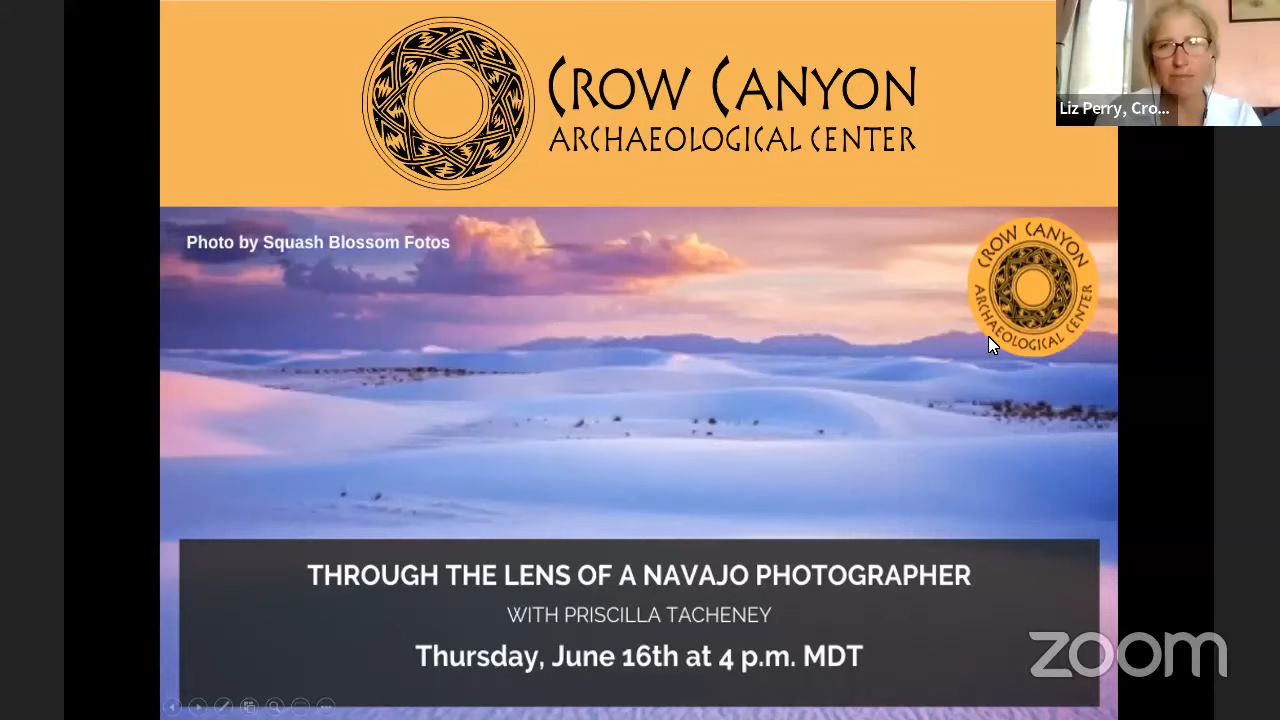 CROW CANYON
ARCHAEOLOGICAL CENTER
Liz Perry, Cro...
Photo by Squash Blossom Fotos
CROW CANYON
ARCHAEOLOGICAL CENTER
THROUGH THE LENS OF A NAVAJO PHOTOGRAPHER
WITH PRISCILLA TACHENEY
Thursday, June 16th at 4 p.m. MDT
zoom